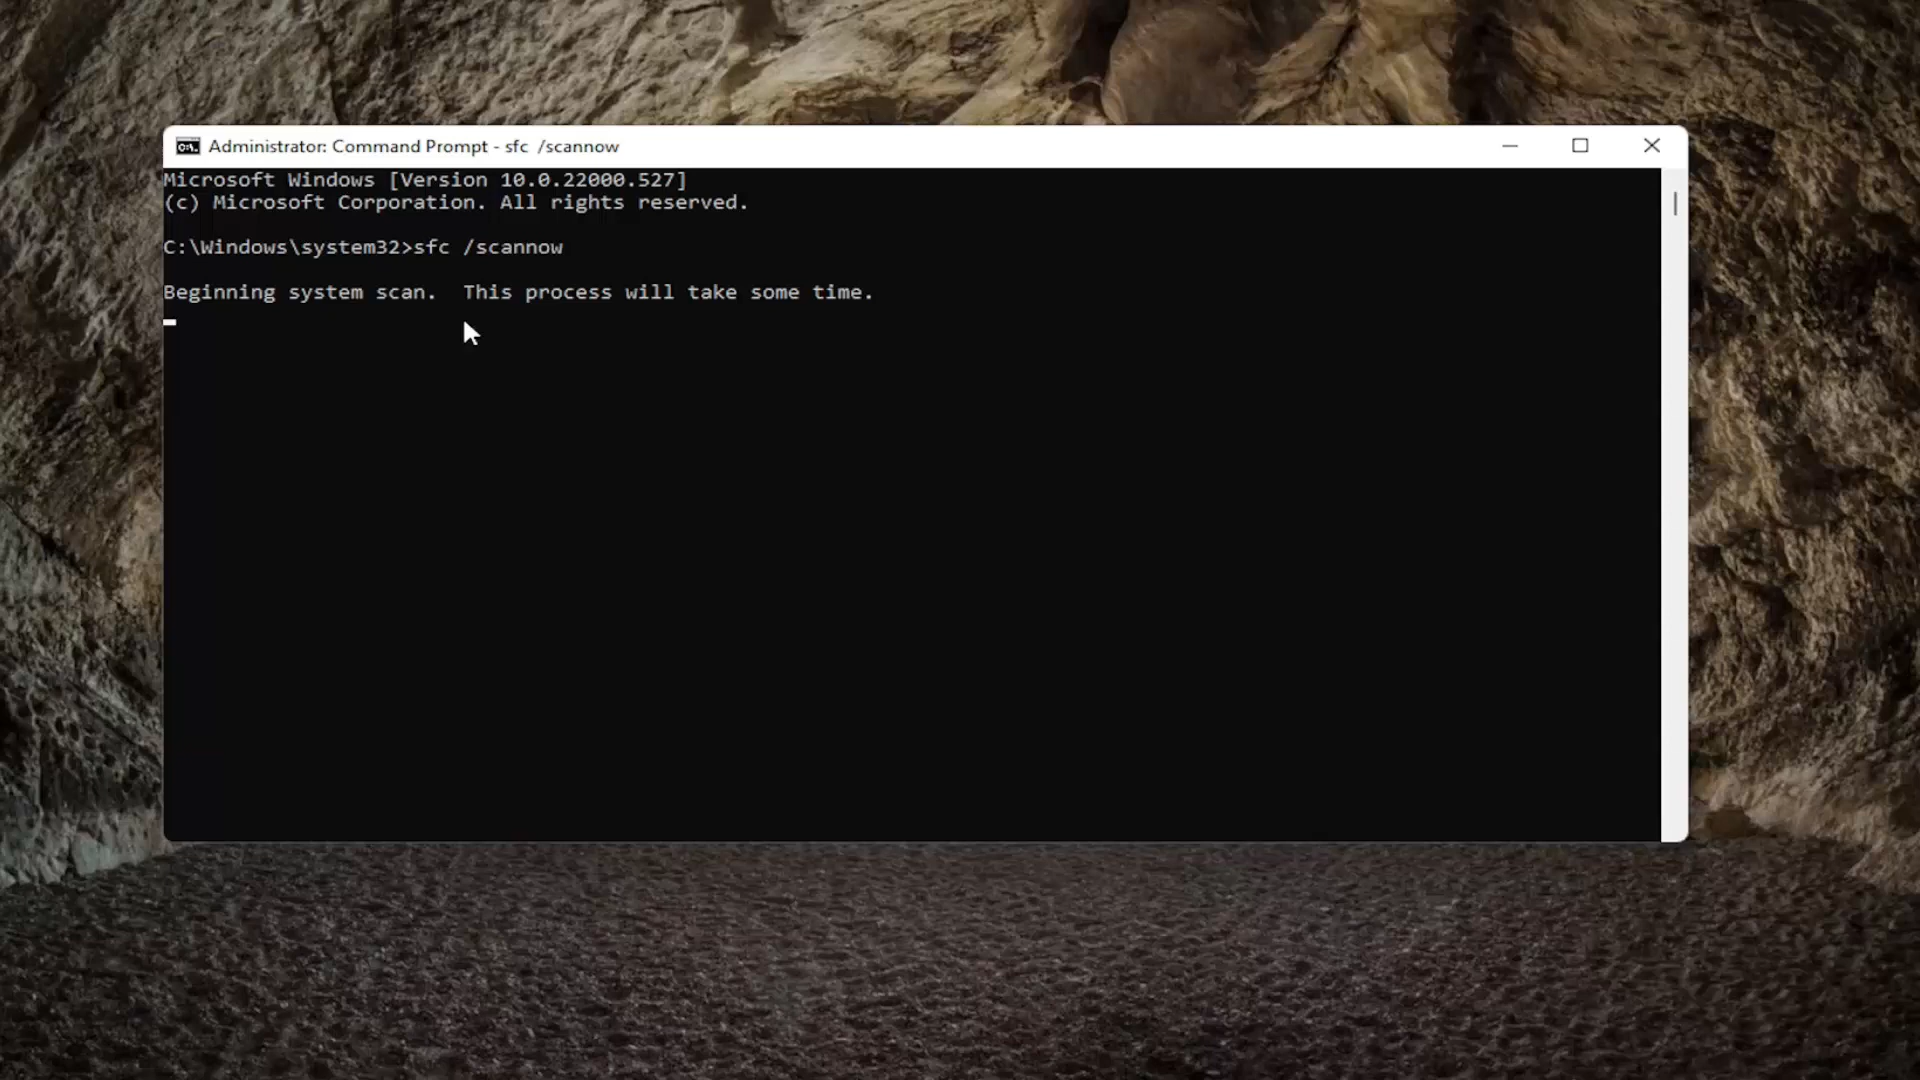 Administrator: Command Prompt - sfc  /scannow
Microsoft Windows [Version 10.0.22000.527]
(c) Microsoft Corporation. All rights reserved.
C:\Windows\system32>sfc /scannow
Beginning system scan.  This process will take some time.